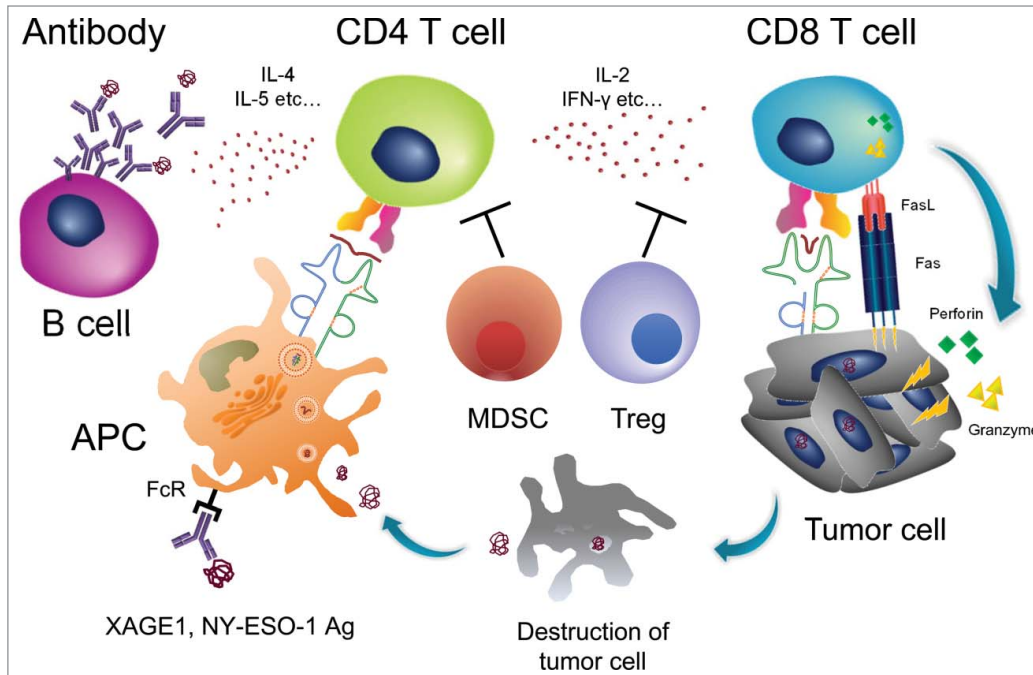 Antibody
CD4 T cell
CD8 T cell
IL-4
IL-5 etc…
IL-2
IFN-γ etc…
FasL
Fas
B cell
Perforin
MDSC
Treg
APC
Granzyme
FcR
Tumor cell
XAGE1, NY-ESO-1 Ag
Destruction of
tumor cell